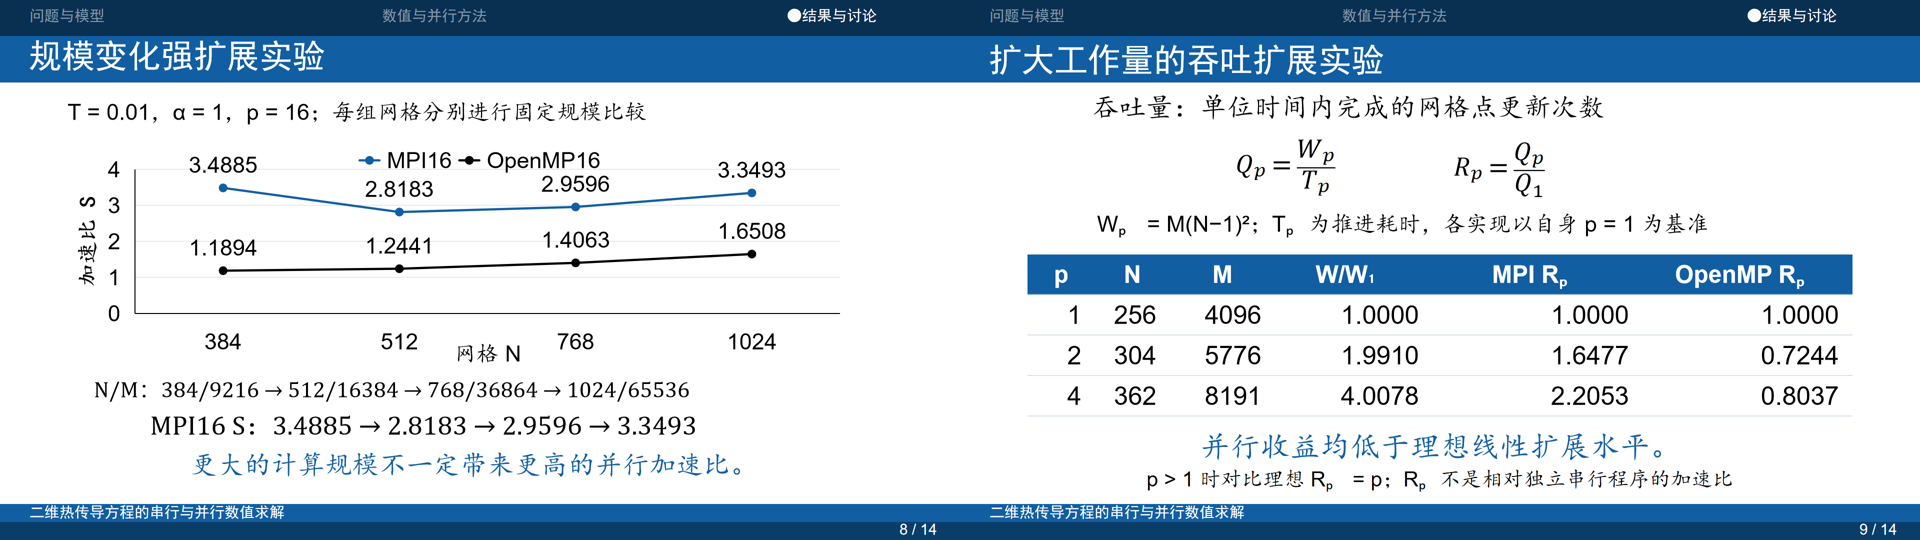 问题与模型 数值与并行方法 ●结果与讨论
规模变化强扩展实验
T = 0.01，α = 1，p = 16；每组网格分别进行固定规模比较
MPI16 OpenMP16
加速比 S
4
3
2
1
0
3.4885 2.8183 2.9596 3.3493
1.1894 1.2441 1.4063 1.6508
384 512 768 1024
网格 N
N/M：384/9216 → 512/16384 → 768/36864 → 1024/65536
MPI16 S：3.4885 → 2.8183 → 2.9596 → 3.3493
更大的计算规模不一定带来更高的并行加速比。
二维热传导方程的串行与并行数值求解
8 / 14
问题与模型 数值与并行方法 ●结果与讨论
扩大工作量的吞吐扩展实验
吞吐量：单位时间内完成的网格点更新次数
Qₚ = Wₚ/Tₚ Rₚ = Qₚ/Q₁
Wₚ = M(N−1)²；Tₚ 为推进耗时，各实现以自身 p = 1 为基准
p N M W/W₁ MPI Rₚ OpenMP Rₚ
1 256 4096 1.0000 1.0000 1.0000
2 304 5776 1.9910 1.6477 0.7244
4 362 8191 4.0078 2.2053 0.8037
并行收益均低于理想线性扩展水平。
p > 1 时对比理想 Rₚ = p；Rₚ 不是相对独立串行程序的加速比
二维热传导方程的串行与并行数值求解
9 / 14